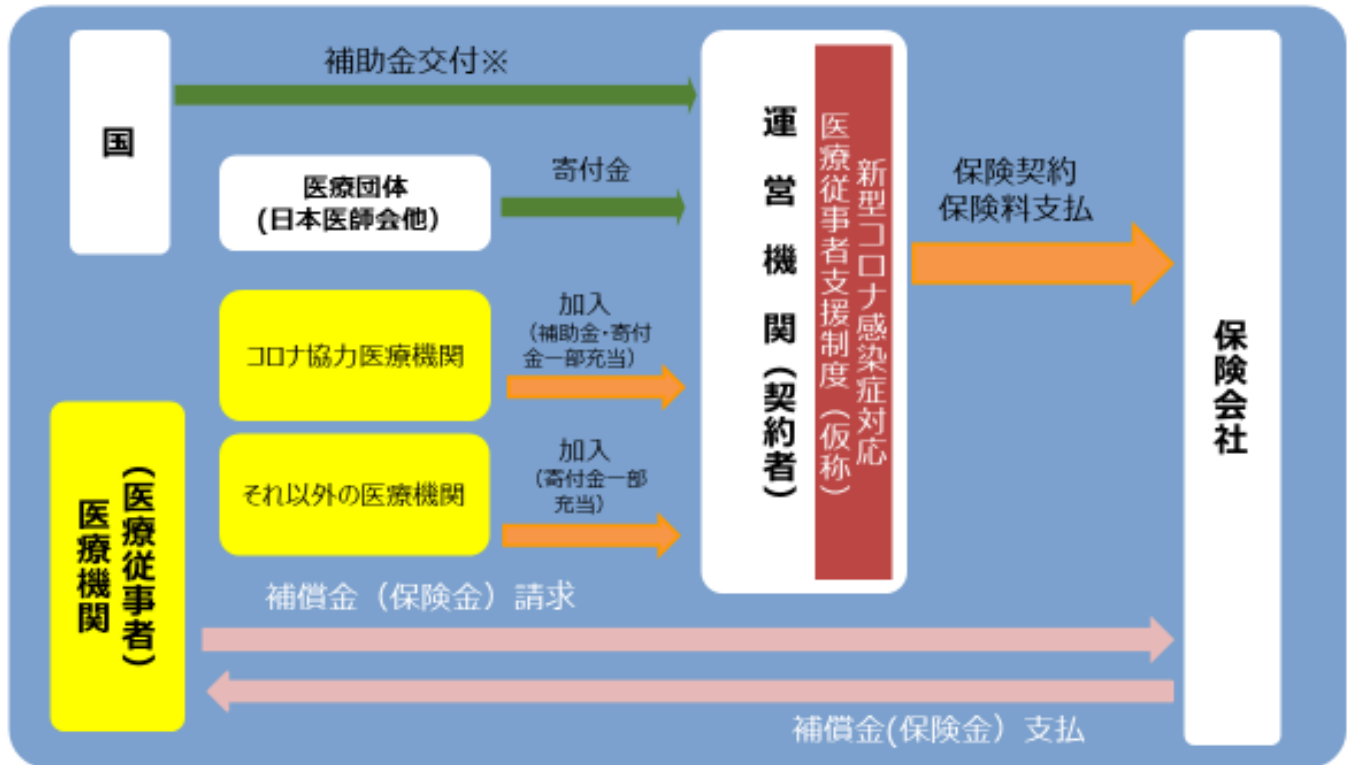 国
補助金交付※
医療団体
(日本医師会他）
寄付金
コロナ協力医療機関
加入
（補助金・寄付
金一部充当）
それ以外の医療機関
加入
（寄付金一部
充当）
医療機関
（医療従事者）
運営機関（契約者）
新型コロナ感染症対応
医療従事者支援制度（仮称）
保険契約
保険料支払
保険会社
補償金（保険金）請求
補償金(保険金）支払